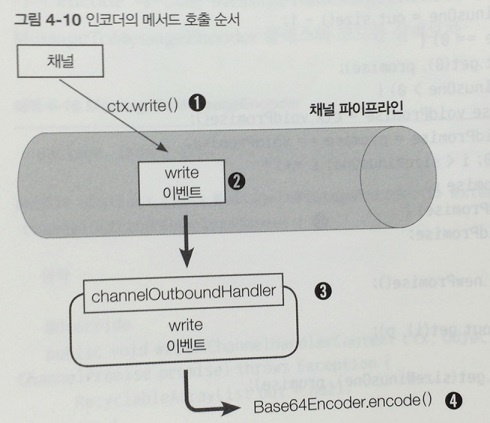 그림 4-10 인코더의 메서드 호출 순서
채널
ctx.write() ❶
채널 파이프라인
write
이벤트 ❷
channelOutboundHandler ❸
write
이벤트
Base64Encoder.encode() ❹